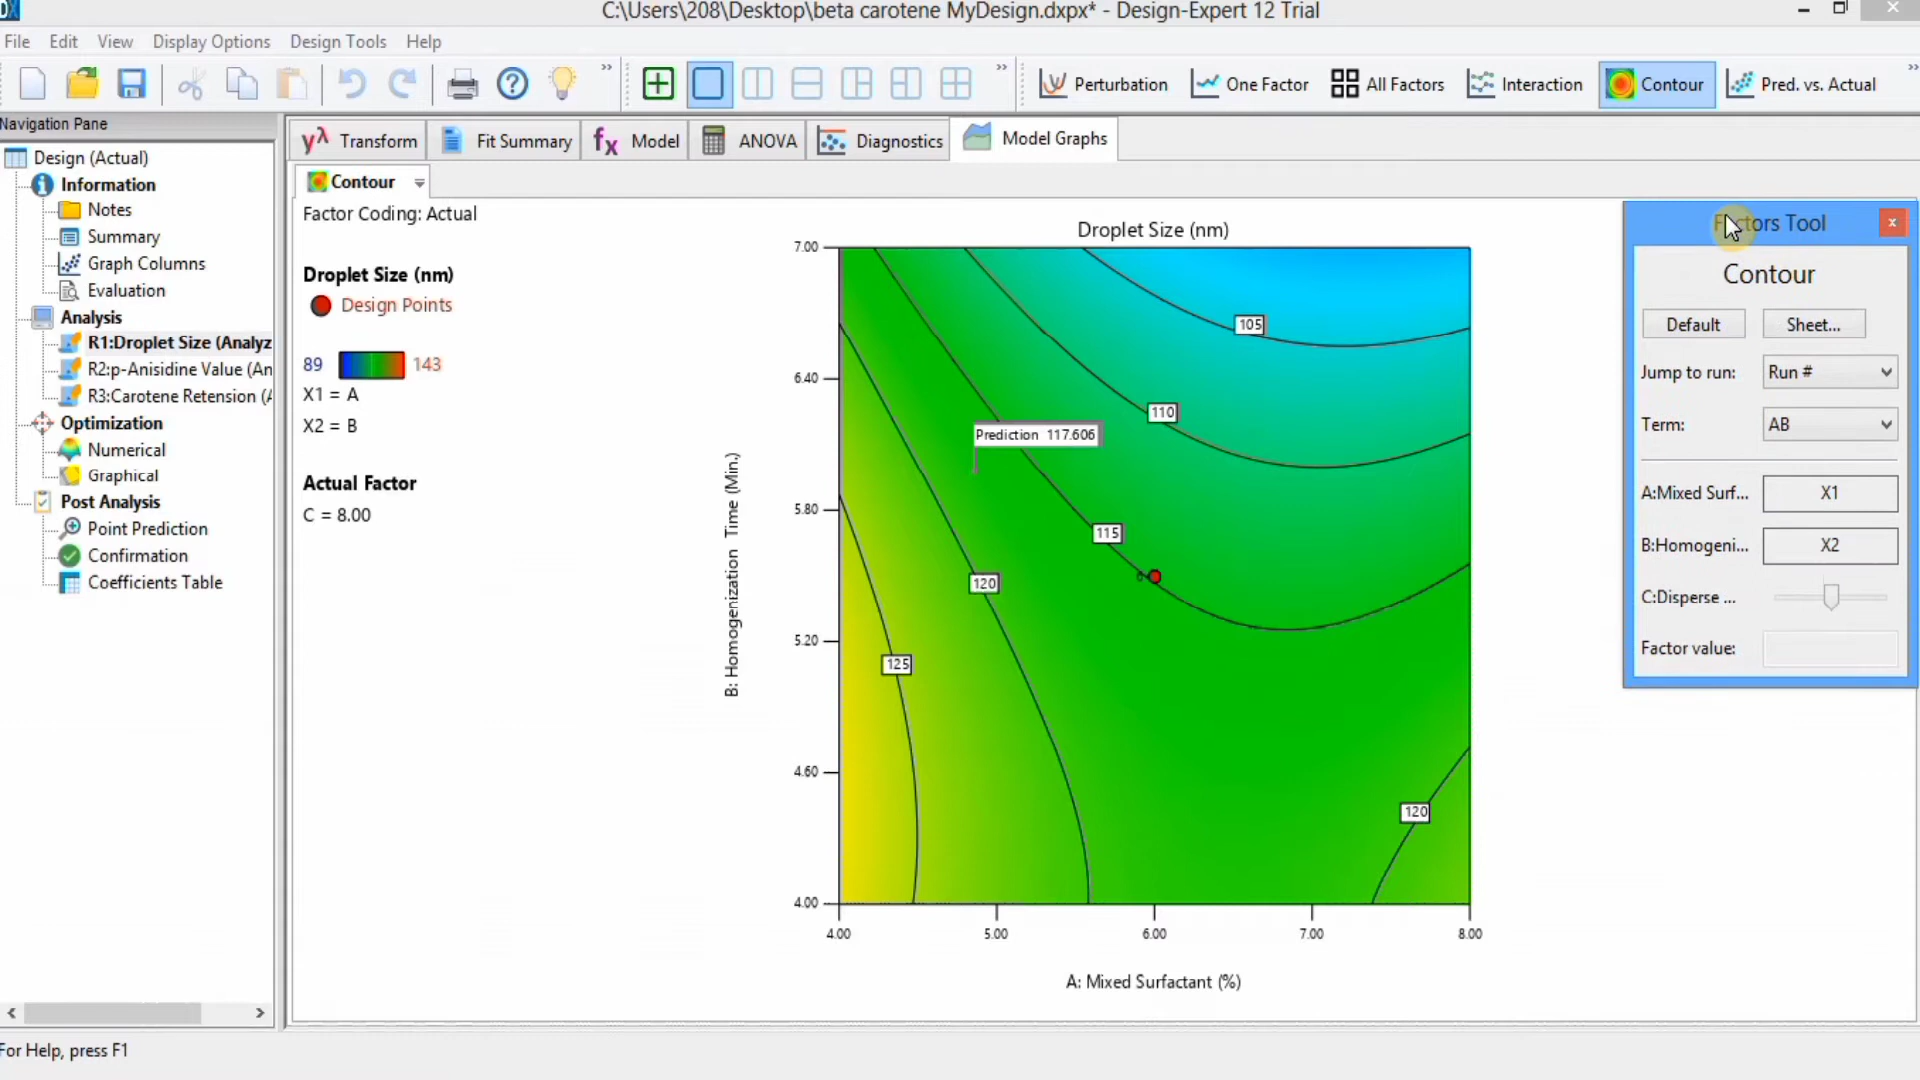 DX
C:\Users\208\Desktop\beta carotene MyDesign.dxpx* - Design-Expert 12 Trial
File Edit View Display Options Design Tools Help
» » Perturbation One Factor All Factors Interaction Contour Pred. vs. Actual »
Navigation Pane
Design (Actual)
Information
Notes
Summary
Graph Columns
Evaluation
Analysis
R1:Droplet Size (Analyz
R2:p-Anisidine Value (An
R3:Carotene Retension (A
Optimization
Numerical
Graphical
Post Analysis
Point Prediction
Confirmation
Coefficients Table
yλ Transform Fit Summary fx Model ANOVA Diagnostics Model Graphs
Contour
Factor Coding: Actual
Droplet Size (nm)
Design Points
89 143
X1 = A
X2 = B
Actual Factor
C = 8.00
Droplet Size (nm)
7.00
6.40
5.80
5.20
4.60
4.00
B: Homogenization Time (Min.)
105
110
Prediction 117.606
115
6
120
125
120
4.00 5.00 6.00 7.00 8.00
A: Mixed Surfactant (%)
Factors Tool x
Contour
Default Sheet...
Jump to run: Run #
Term: AB
A:Mixed Surf... X1
B:Homogeni... X2
C:Disperse ...
Factor value:
For Help, press F1